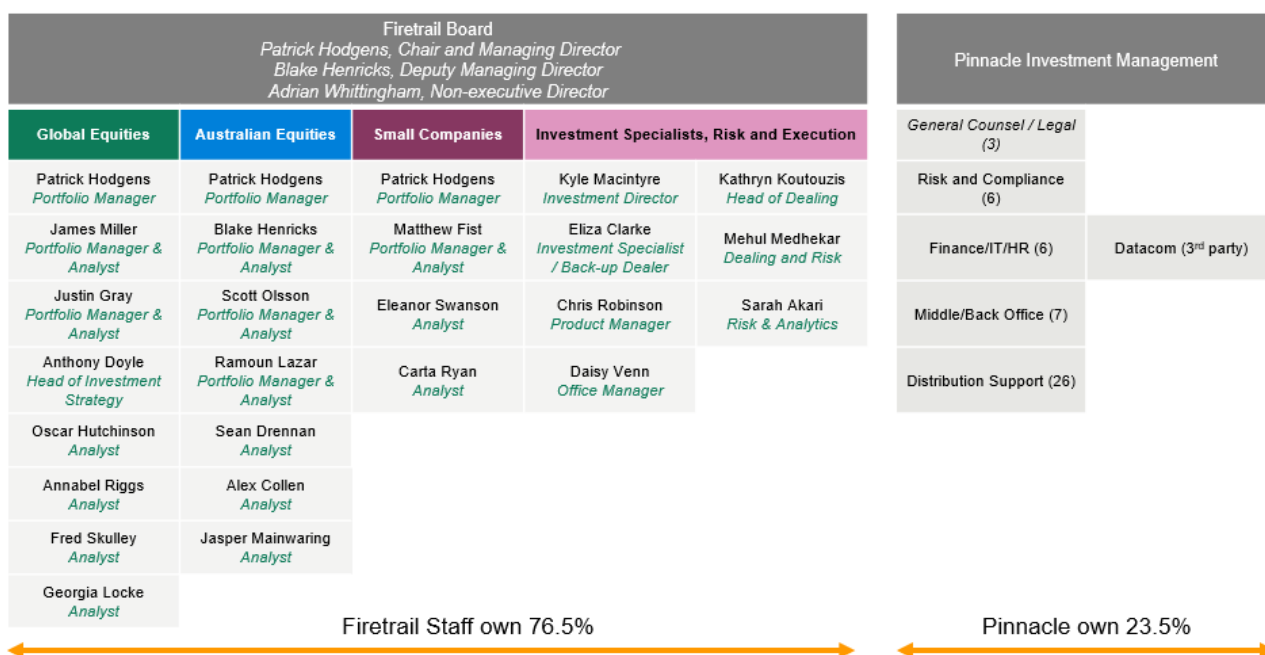 Firetrail Board
Patrick Hodgens, Chair and Managing Director
Blake Henricks, Deputy Managing Director
Adrian Whittingham, Non-executive Director
Global Equities
Patrick Hodgens
Portfolio Manager
James Miller
Portfolio Manager &
Analyst
Justin Gray
Portfolio Manager &
Analyst
Anthony Doyle
Head of Investment
Strategy
Oscar Hutchinson
Analyst
Annabel Riggs
Analyst
Fred Skulley
Analyst
Georgia Locke
Analyst
Australian Equities
Patrick Hodgens
Portfolio Manager
Blake Henricks
Portfolio Manager &
Analyst
Scott Olsson
Portfolio Manager &
Analyst
Ramoun Lazar
Portfolio Manager &
Analyst
Sean Drennan
Analyst
Alex Collen
Analyst
Jasper Mainwaring
Analyst
Small Companies
Patrick Hodgens
Portfolio Manager
Matthew Fist
Portfolio Manager &
Analyst
Eleanor Swanson
Analyst
Carta Ryan
Analyst
Investment Specialists, Risk and Execution
Kyle Macintyre
Investment Director
Eliza Clarke
Investment Specialist
/ Back-up Dealer
Chris Robinson
Product Manager
Daisy Venn
Office Manager
Kathryn Koutouzis
Head of Dealing
Mehul Medhekar
Dealing and Risk
Sarah Akari
Risk & Analytics
Firetrail Staff own 76.5%
Pinnacle Investment Management
General Counsel / Legal
(3)
Risk and Compliance
(6)
Finance/IT/HR (6)
Datacom (3rd party)
Middle/Back Office (7)
Distribution Support (26)
Pinnacle own 23.5%